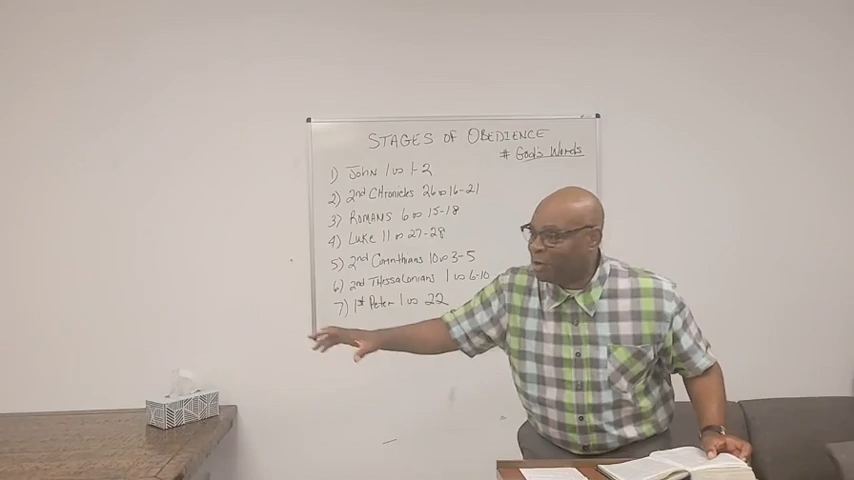 STAGES OF OBEDIENCE
# God's Words
1) John 1 vs 1-2
2) 2nd CHronicles 26 vs 16-21
3) ROMANS 6 vs 15-18
4) Luke 11 vs 27-28
5) 2nd Corinthians 10 vs 3-5
6) 2nd THessalonians 1 vs 6-10
7) 1st Peter 1 vs 22